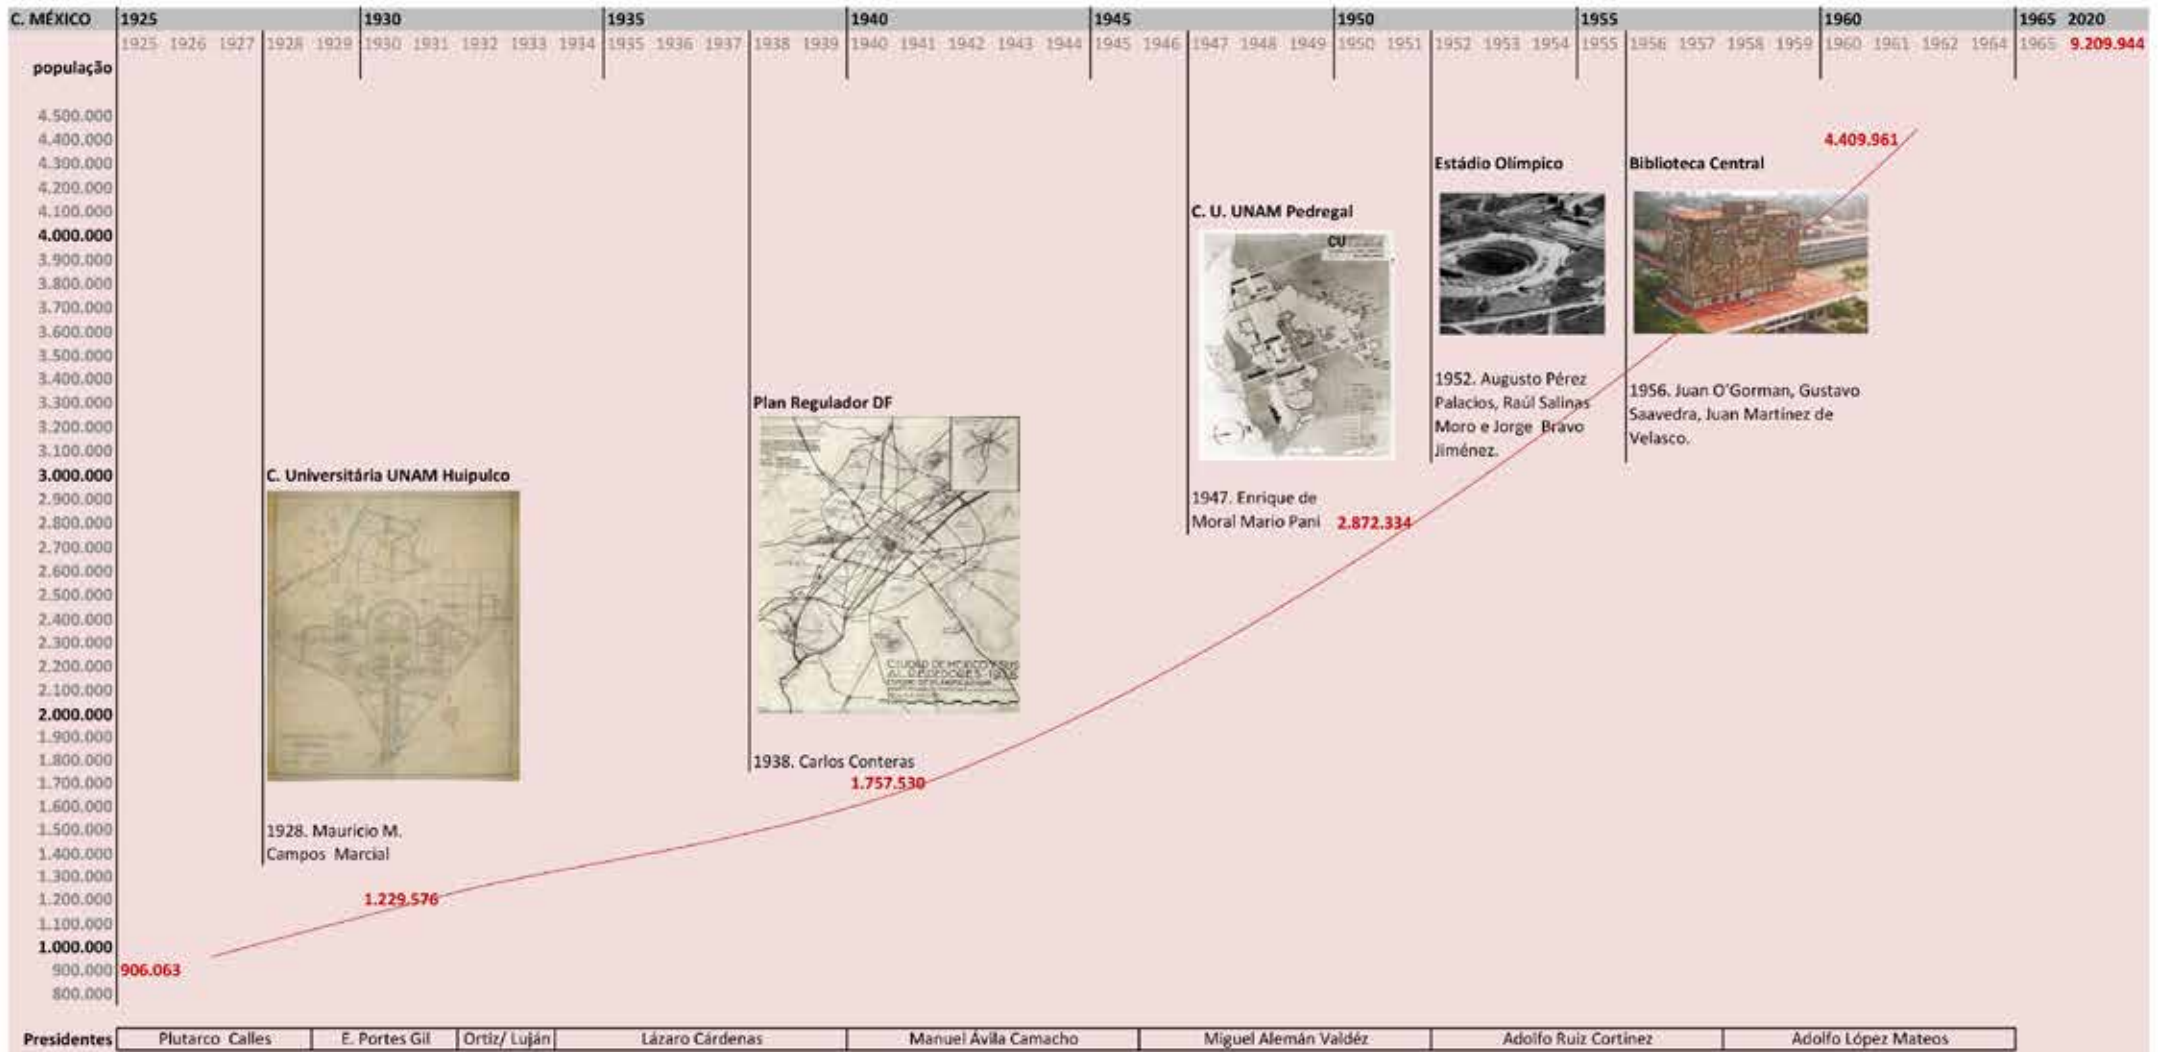 C. MÉXICO 1925 1930 1935 1940 1945 1950 1955 1960 1965 2020
1925 1926 1927 1928 1929 1930 1931 1932 1933 1934 1935 1936 1937 1938 1939 1940 1941 1942 1943 1944 1945 1946 1947 1948 1949 1950 1951 1952 1953 1954 1955 1956 1957 1958 1959 1960 1961 1962 1964 1965 9.209.944
população
4.500.000
4.400.000
4.409.961
4.300.000
Estádio Olímpico
Biblioteca Central
4.200.000
4.100.000
C. U. UNAM Pedregal
4.000.000
CU
3.900.000
3.800.000
3.700.000
3.600.000
3.500.000
3.400.000
3.300.000
3.200.000
3.100.000
1952. Augusto Pérez
Palacios, Raúl Salinas
Moro e Jorge Bravo
Jiménez.
1956. Juan O'Gorman, Gustavo
Saavedra, Juan Martínez de
Velasco.
Plan Regulador DF
3.000.000
C. Universitária UNAM Huipulco
2.900.000
2.800.000
1947. Enrique de
Moral Mario Pani
2.872.334
2.700.000
2.600.000
2.500.000
2.400.000
2.300.000
2.200.000
2.100.000
CIUDAD DE MEXICO Y SUS
ALREDEDORES-1938
2.000.000
1.900.000
1.800.000
1938. Carlos Conteras
1.700.000
1.757.530
1.600.000
1.500.000
1928. Mauricio M.
Campos Marcial
1.400.000
1.300.000
1.200.000
1.229.576
1.100.000
1.000.000
900.000
906.063
800.000
Presidentes Plutarco Calles E. Portes Gil Ortiz/ Luján Lázaro Cárdenas Manuel Ávila Camacho Miguel Alemán Valdéz Adolfo Ruiz Cortinez Adolfo López Mateos